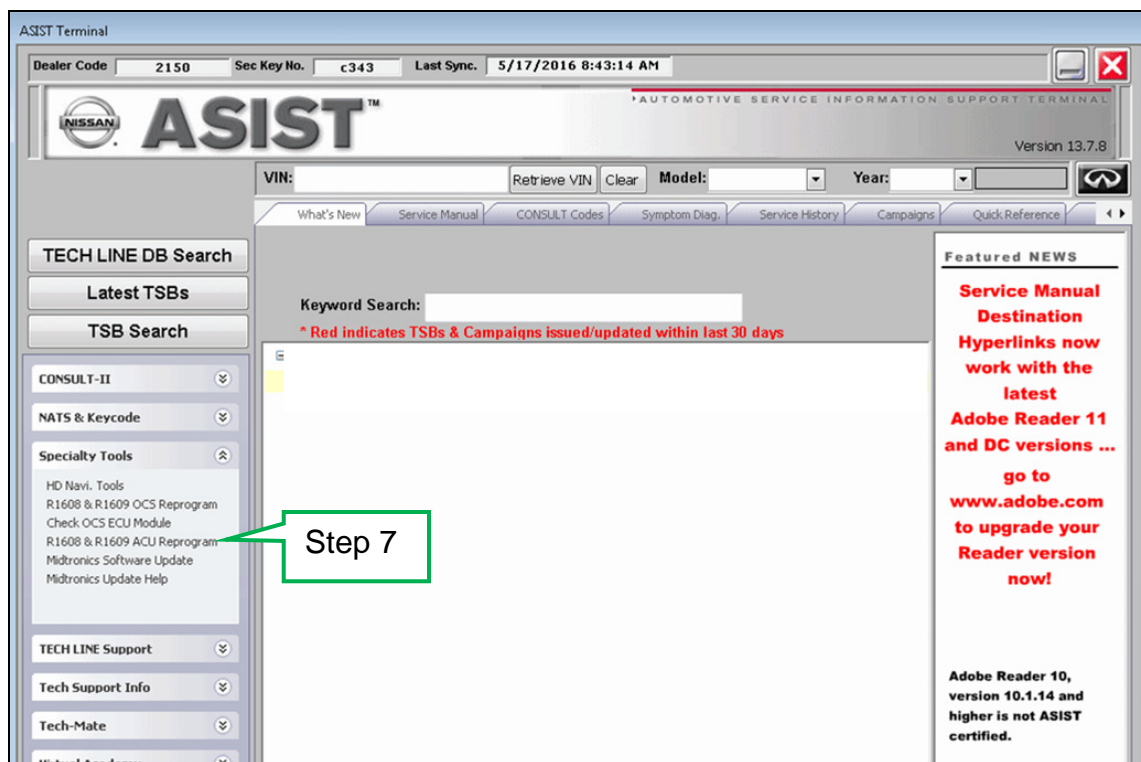 ASIST Terminal
Dealer Code 2150 Sec Key No. c343 Last Sync. 5/17/2016 8:43:14 AM
NISSAN ASIST™
AUTOMOTIVE SERVICE INFORMATION SUPPORT TERMINAL
Version 13.7.8
VIN: Retrieve VIN Clear Model: Year:
What's New Service Manual CONSULT Codes Symptom Diag. Service History Campaigns Quick Reference
TECH LINE DB Search
Latest TSBs
TSB Search
CONSULT-II
NATS & Keycode
Specialty Tools
HD Navi. Tools
R1608 & R1609 OCS Reprogram
Check OCS ECU Module
R1608 & R1609 ACU Reprogram
Midtronics Software Update
Midtronics Update Help
TECH LINE Support
Tech Support Info
Tech-Mate
Keyword Search:
* Red indicates TSBs & Campaigns issued/updated within last 30 days
Step 7
Featured NEWS
Service Manual
Destination
Hyperlinks now
work with the
latest
Adobe Reader 11
and DC versions ...
go to
www.adobe.com
to upgrade your
Reader version
now!
Adobe Reader 10,
version 10.1.14 and
higher is not ASIST
certified.